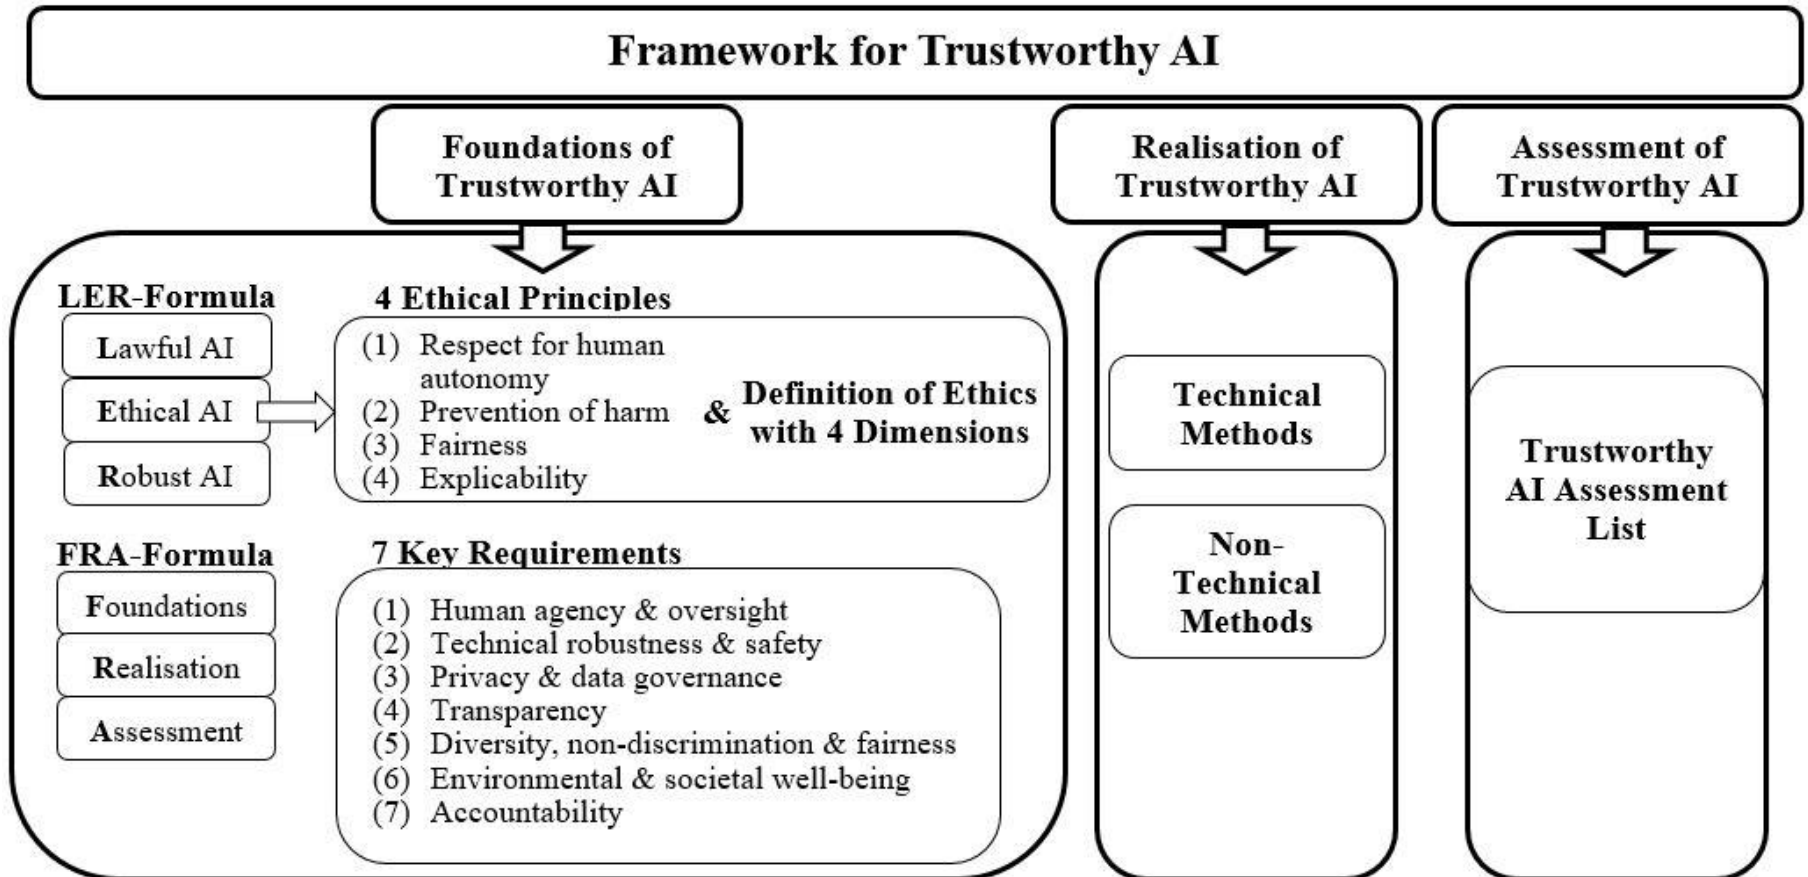 Framework for Trustworthy AI
Foundations of
Trustworthy AI
Realisation of
Trustworthy AI
Assessment of
Trustworthy AI
LER-Formula
Lawful AI
Ethical AI
Robust AI
4 Ethical Principles
(1) Respect for human
autonomy
(2) Prevention of harm
(3) Fairness
(4) Explicability
&
Definition of Ethics
with 4 Dimensions
FRA-Formula
Foundations
Realisation
Assessment
7 Key Requirements
(1) Human agency & oversight
(2) Technical robustness & safety
(3) Privacy & data governance
(4) Transparency
(5) Diversity, non-discrimination & fairness
(6) Environmental & societal well-being
(7) Accountability
Technical
Methods
Non-
Technical
Methods
Trustworthy
AI Assessment
List